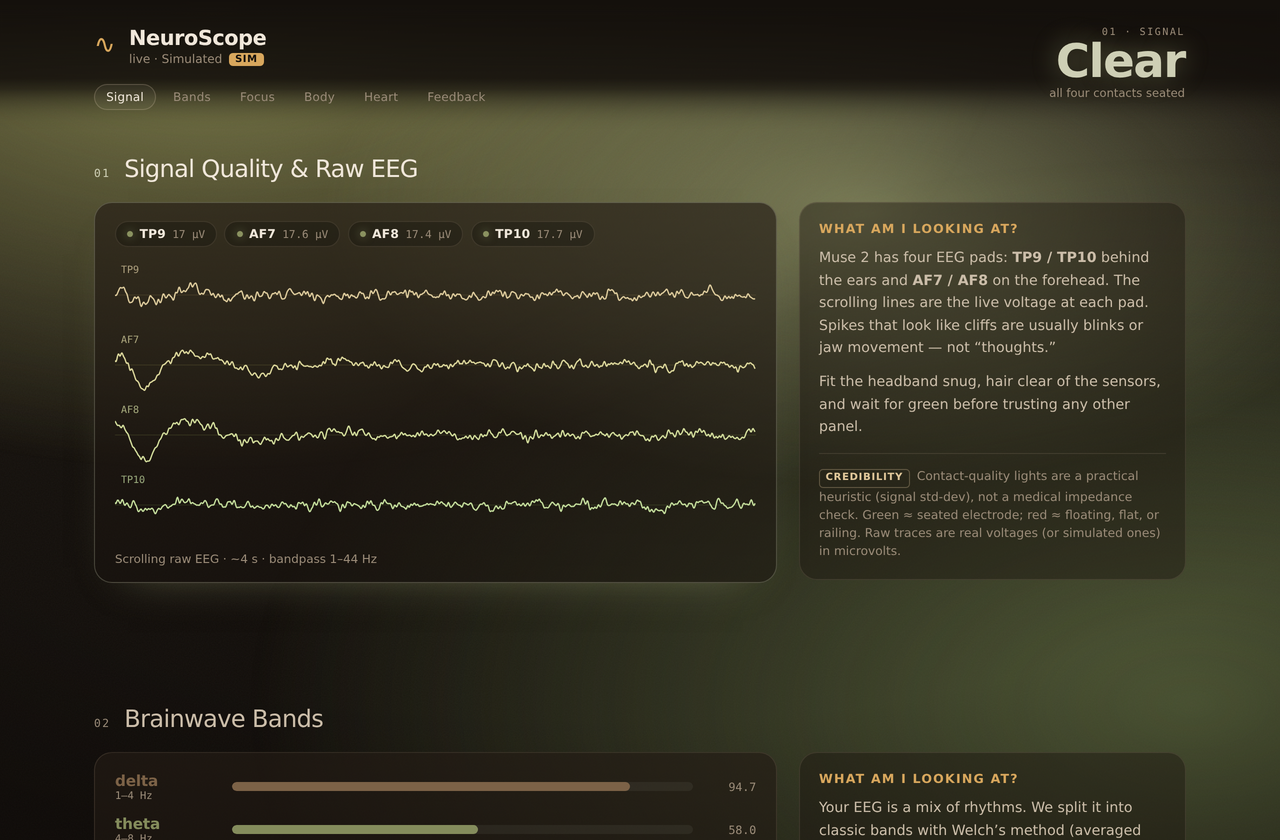 NeuroScope
live · Simulated SIM
01 · SIGNAL
Clear
all four contacts seated
Signal Bands Focus Body Heart Feedback
01 Signal Quality & Raw EEG
TP9 17 µV AF7 17.6 µV AF8 17.4 µV TP10 17.7 µV
TP9
AF7
AF8
TP10
Scrolling raw EEG · ~4 s · bandpass 1–44 Hz
WHAT AM I LOOKING AT?
Muse 2 has four EEG pads: TP9 / TP10 behind
the ears and AF7 / AF8 on the forehead. The
scrolling lines are the live voltage at each pad.
Spikes that look like cliffs are usually blinks or
jaw movement — not “thoughts.”
Fit the headband snug, hair clear of the sensors,
and wait for green before trusting any other
panel.
CREDIBILITY Contact-quality lights are a practical
heuristic (signal std-dev), not a medical impedance
check. Green ≈ seated electrode; red ≈ floating, flat, or
railing. Raw traces are real voltages (or simulated ones)
in microvolts.
02 Brainwave Bands
delta
1–4 Hz
94.7
theta
4–8 Hz
58.0
WHAT AM I LOOKING AT?
Your EEG is a mix of rhythms. We split it into
classic bands with Welch’s method (averaged